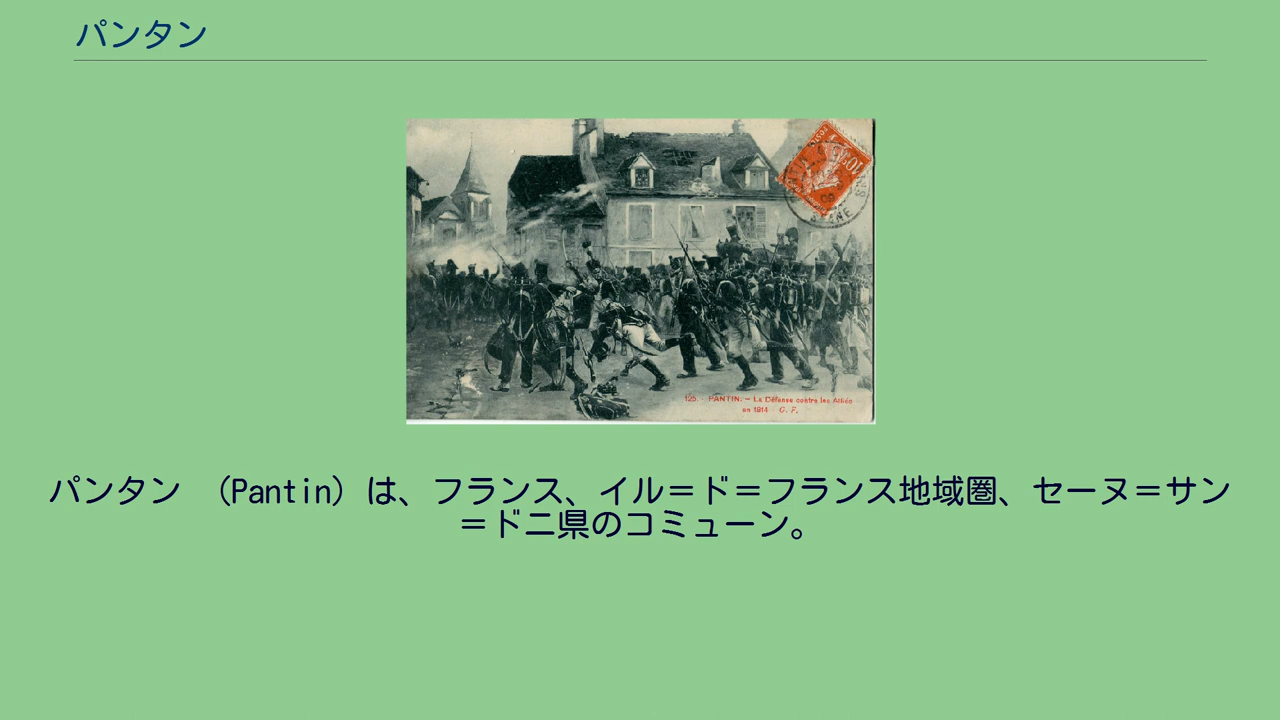 パンタン
125. - PANTIN. - La Défense contre les Alliés
en 1814 - G. F.
パンタン （Pantin）は、フランス、イル＝ド＝フランス地域圏、セーヌ＝サン
＝ドニ県のコミューン。